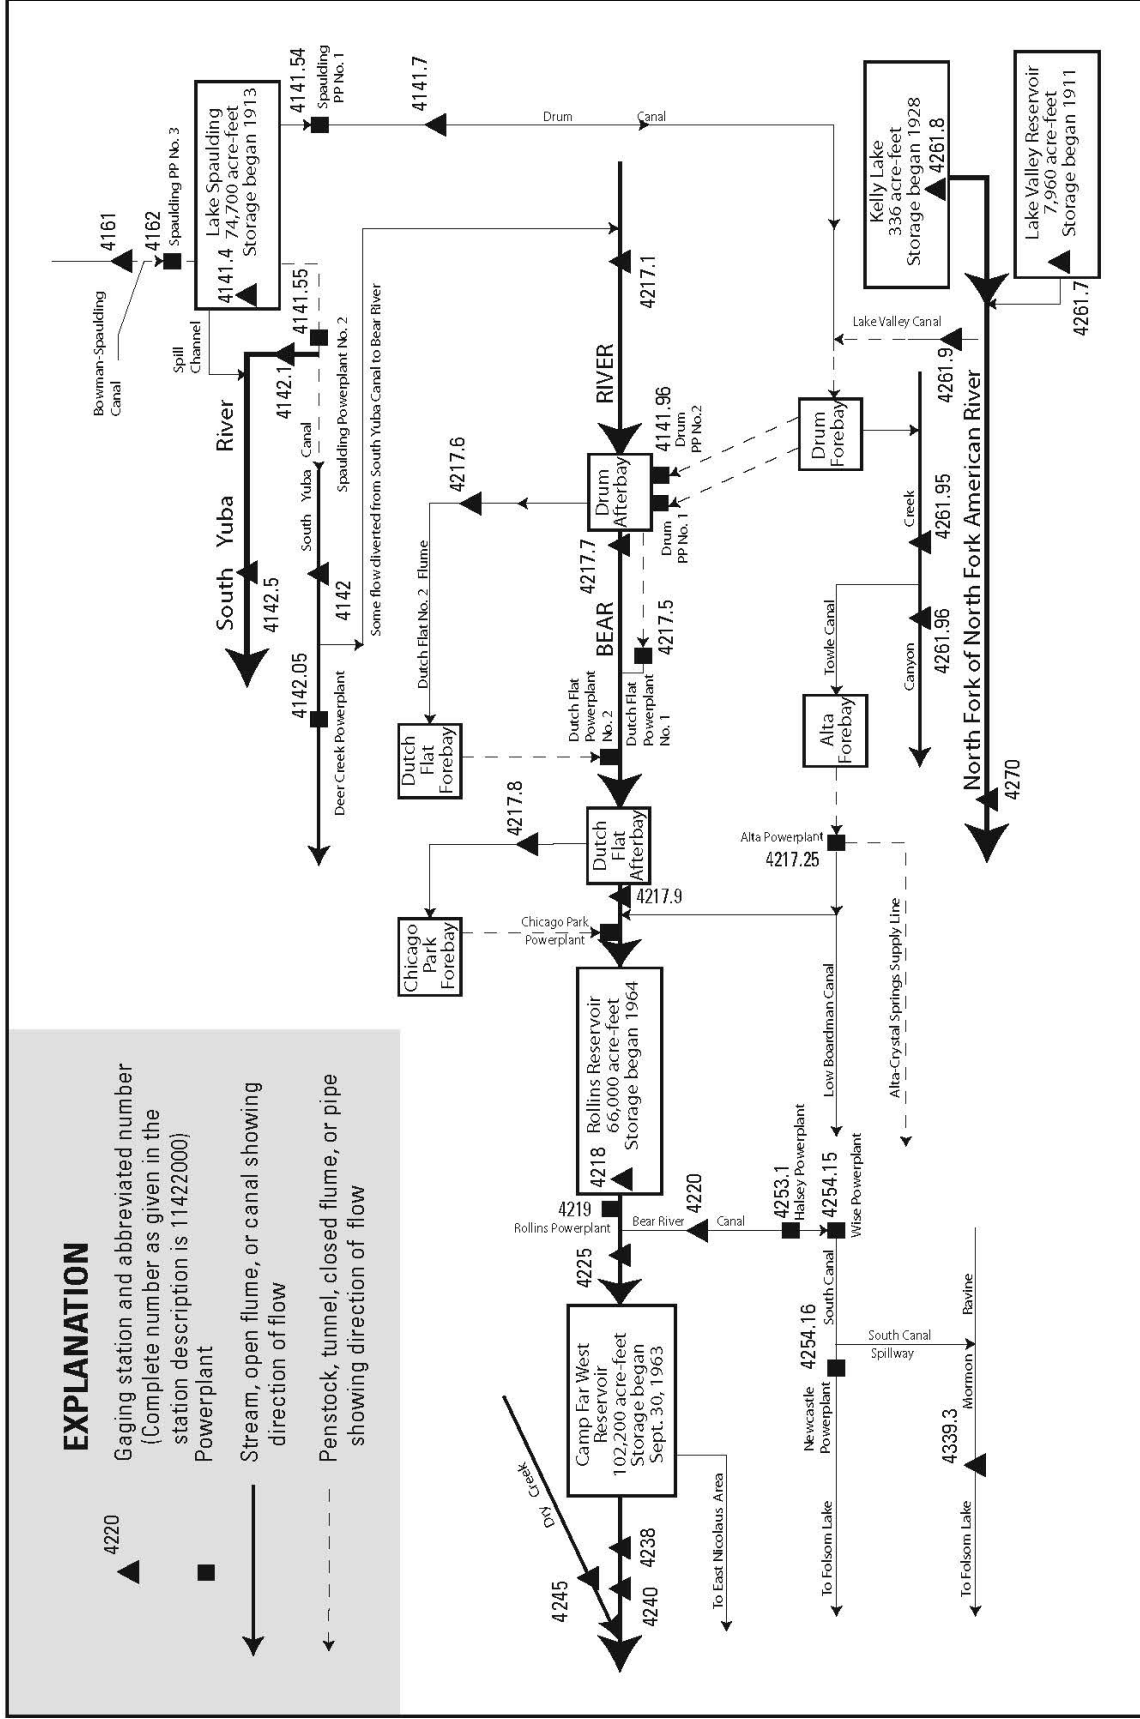 EXPLANATION
4220
Gaging station and abbreviated number
(Complete number as given in the
station description is 11422000)
Powerplant
Stream, open flume, or canal showing
direction of flow
Penstock, tunnel, closed flume, or pipe
showing direction of flow
Bowman-Spaulding
Canal
4161
4162
Spaulding PP No. 3
Lake Spaulding
74,700 acre-feet
Storage began 1913
4141.4
4141.54
Spaulding
PP No. 1
4141.7
Drum Canal
Spill
Channel
4141.55
4142.1
Spaulding Powerplant No. 2
South Yuba River
4142.5
South Yuba Canal
4142
4142.05
Deer Creek Powerplant
Some flow diverted from South Yuba Canal to Bear River
4217.1
BEAR RIVER
Drum
Afterbay
4141.96
Drum
PP No.2
Drum
PP No. 1
Drum
Forebay
4217.6
Dutch Flat No. 2 Flume
4217.7
4217.5
Dutch Flat
Powerplant
No. 2
Dutch Flat
Powerplant
No. 1
Dutch
Flat
Forebay
Dutch
Flat
Afterbay
4217.8
4217.9
Chicago
Park
Forebay
Chicago Park
Powerplant
Kelly Lake
336 acre-feet
Storage began 1928
4261.8
Lake Valley Reservoir
7,960 acre-feet
Storage began 1911
4261.7
Lake Valley Canal
4261.9
North Fork of North Fork American River
4270
Canyon Creek
4261.95
4261.96
Towle Canal
Alta
Forebay
Alta Powerplant
4217.25
Low Boardman Canal
Alta-Crystal Springs Supply Line
Rollins Reservoir
66,000 acre-feet
Storage began 1964
4218
4219
Rollins Powerplant
Bear River Canal
4220
4225
4253.1
Halsey Powerplant
4254.15
Wise Powerplant
South Canal
4254.16
Newcastle
Powerplant
South Canal
Spillway
Mormon Ravine
4339.3
To Folsom Lake
To Folsom Lake
Camp Far West
Reservoir
102,200 acre-feet
Storage began
Sept. 30, 1963
To East Nicolaus Area
Dry Creek
4238
4240
4245